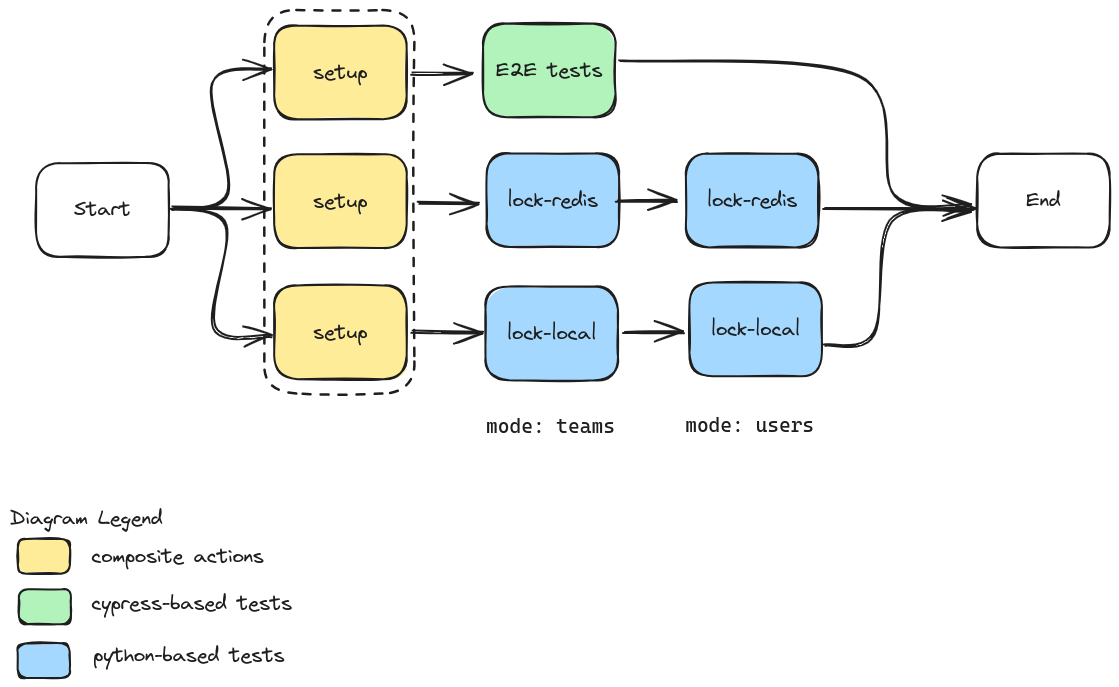 setup
E2E tests
Start
setup
lock-redis
lock-redis
End
setup
lock-local
lock-local
mode: teams
mode: users
Diagram Legend
composite actions
cypress-based tests
python-based tests